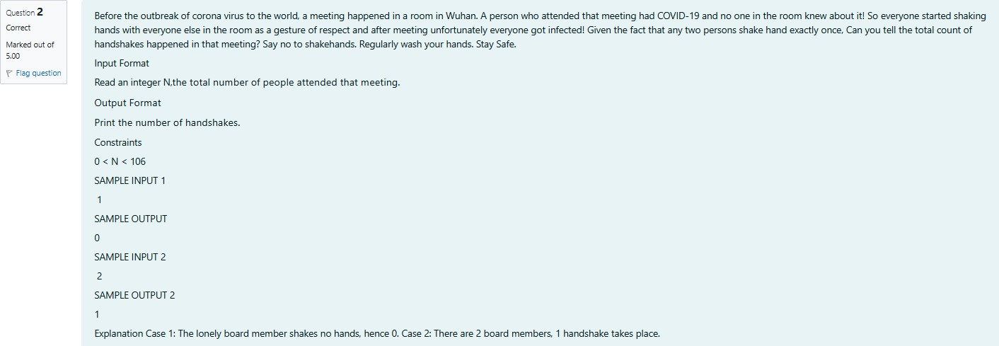 Question 2
Correct
Marked out of
5.00
Flag question
Before the outbreak of corona virus to the world, a meeting happened in a room in Wuhan. A person who attended that meeting had COVID-19 and no one in the room knew about it! So everyone started shaking
hands with everyone else in the room as a gesture of respect and after meeting unfortunately everyone got infected! Given the fact that any two persons shake hand exactly once, Can you tell the total count of
handshakes happened in that meeting? Say no to shakehands. Regularly wash your hands. Stay Safe.
Input Format
Read an integer N,the total number of people attended that meeting.
Output Format
Print the number of handshakes.
Constraints
0 < N < 106
SAMPLE INPUT 1
1
SAMPLE OUTPUT
0
SAMPLE INPUT 2
2
SAMPLE OUTPUT 2
1
Explanation Case 1: The lonely board member shakes no hands, hence 0. Case 2: There are 2 board members, 1 handshake takes place.